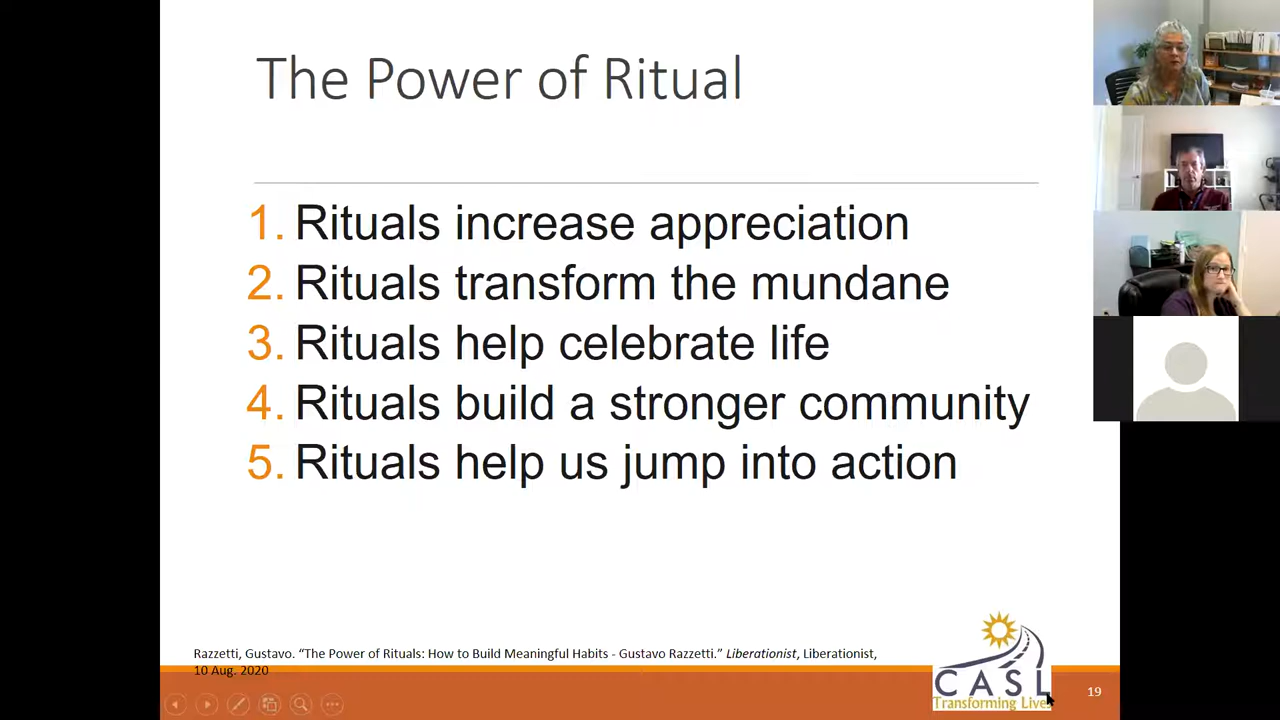 The Power of Ritual
1. Rituals increase appreciation
2. Rituals transform the mundane
3. Rituals help celebrate life
4. Rituals build a stronger community
5. Rituals help us jump into action
Razzetti, Gustavo. “The Power of Rituals: How to Build Meaningful Habits - Gustavo Razzetti.” Liberationist, Liberationist,
10 Aug. 2020
CASL
Transforming Lives
19